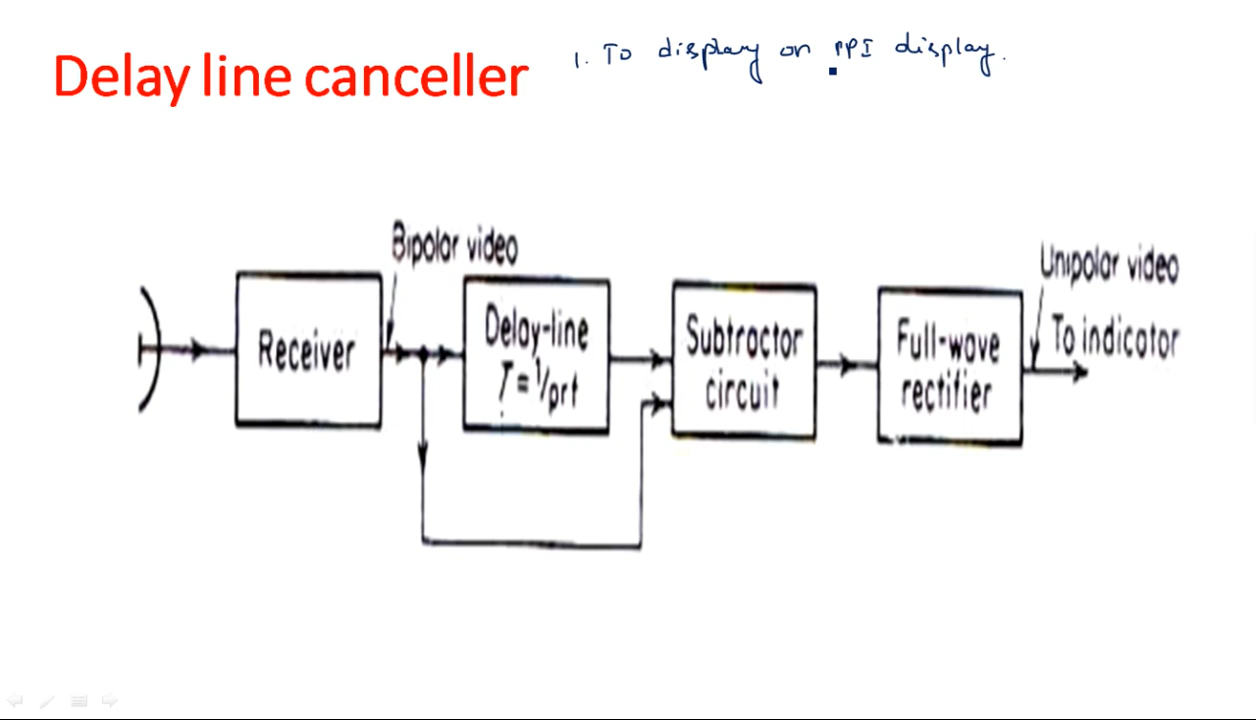 Delay line canceller
1. To display on PPI display.
Bipolar video
Receiver
Delay-line
T = 1/prt
Subtractor
circuit
Full-wave
rectifier
Unipolar video
To indicator